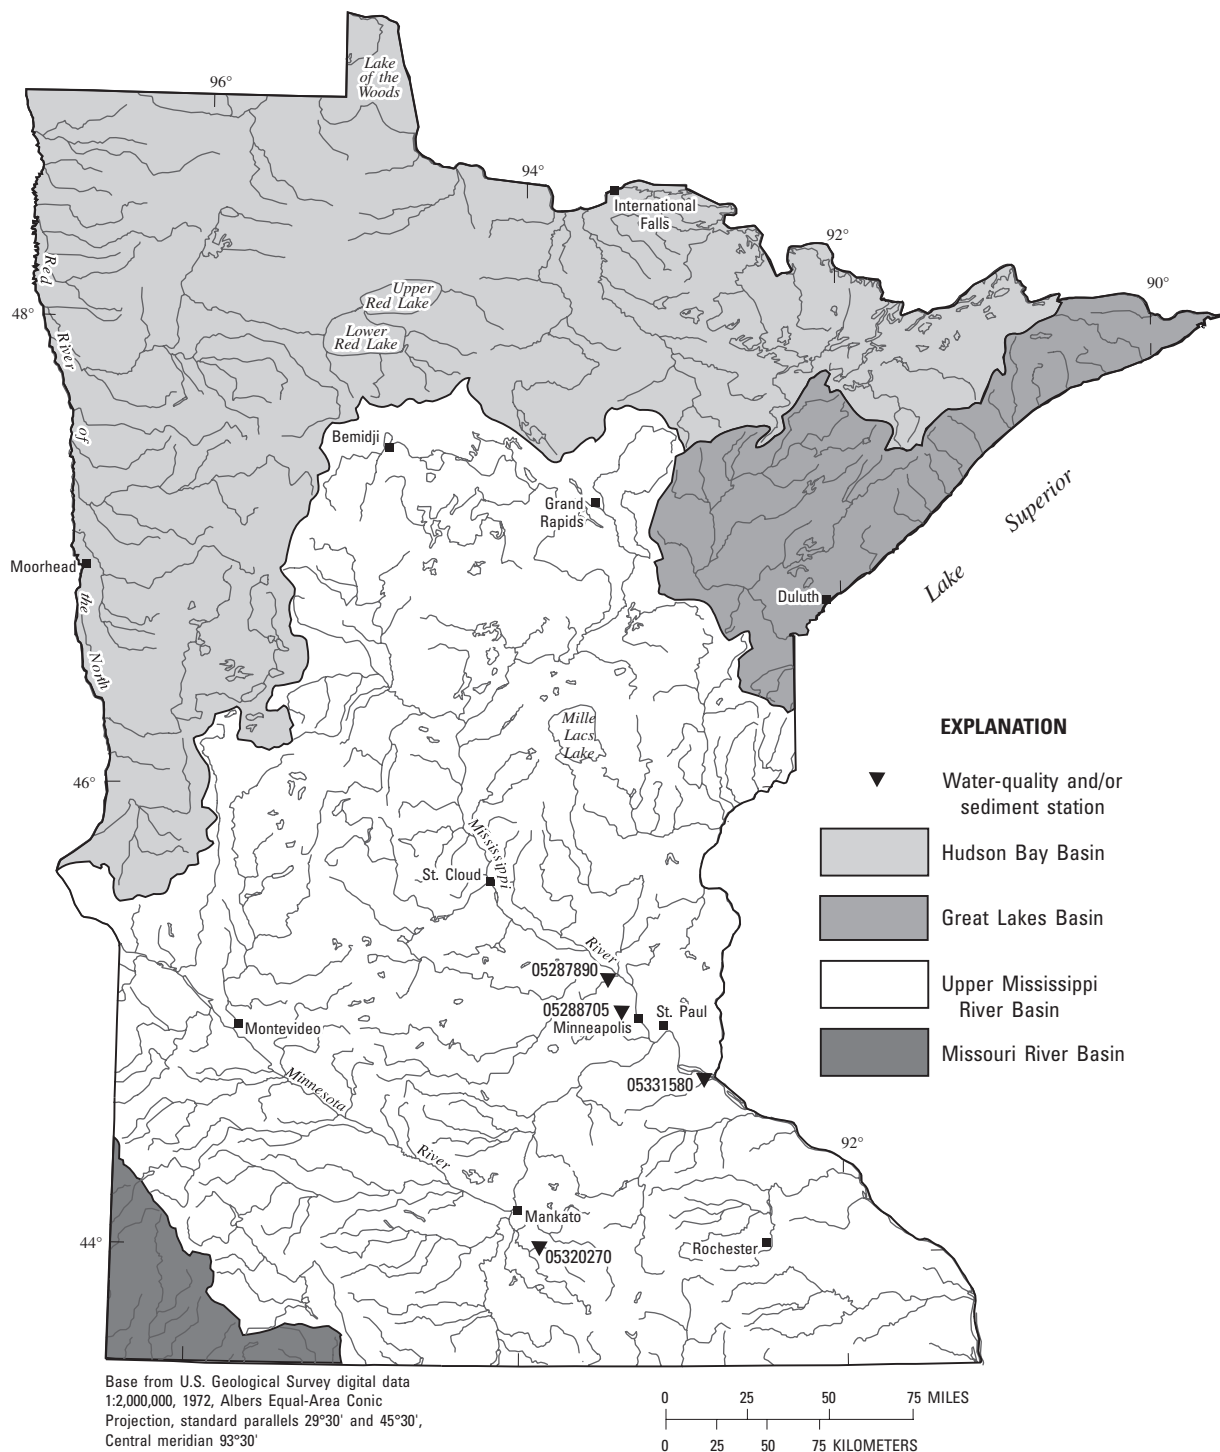 Lake
of the
Woods
96°
94°
International
Falls
92°
90°
Red
River
of
the
North
48°
Upper
Red Lake
Lower
Red Lake
Bemidji
Grand
Rapids
Lake Superior
Moorhead
Duluth
Mille
Lacs
Lake
46°
Mississippi
River
St. Cloud
05287890
05288705
Minneapolis
St. Paul
Montevideo
05331580
Minnesota
River
92°
Mankato
44°
05320270
Rochester
EXPLANATION
Water-quality and/or
sediment station
Hudson Bay Basin
Great Lakes Basin
Upper Mississippi
River Basin
Missouri River Basin
Base from U.S. Geological Survey digital data
1:2,000,000, 1972, Albers Equal-Area Conic
Projection, standard parallels 29°30' and 45°30',
Central meridian 93°30'
0 25 50 75 MILES
0 25 50 75 KILOMETERS